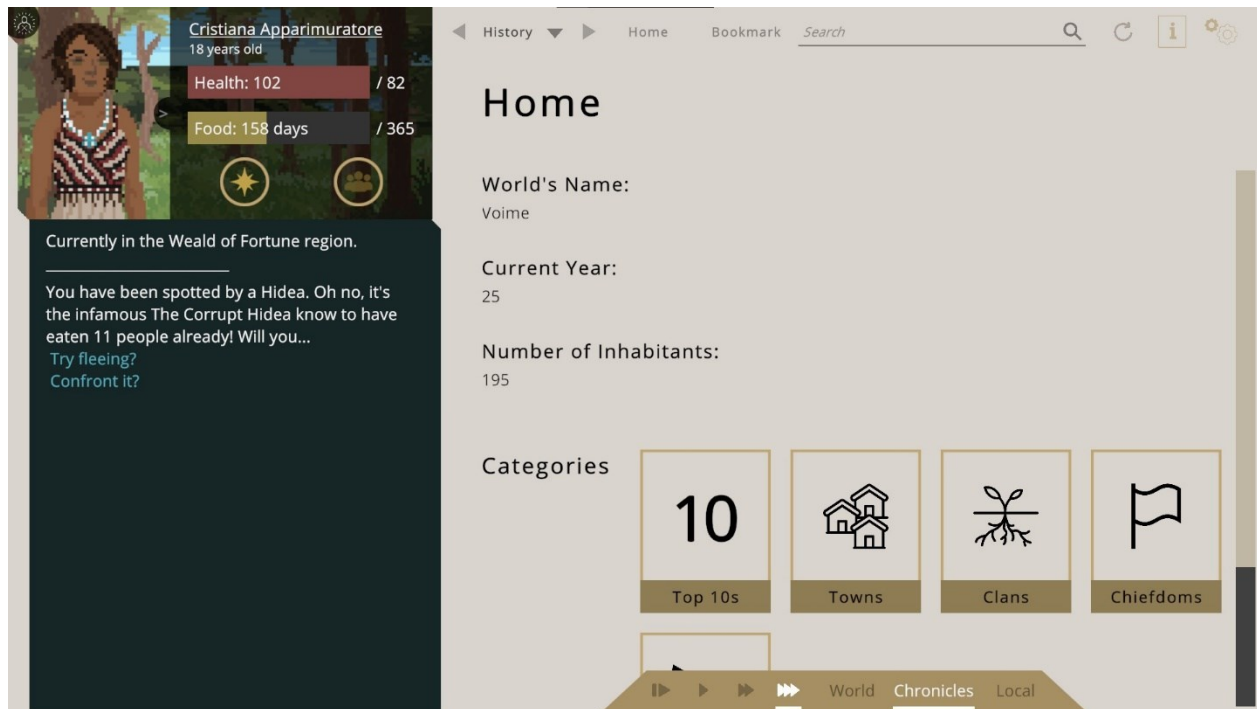 Cristiana Apparimuratore
18 years old
Health: 102 / 82
Food: 158 days / 365
Currently in the Weald of Fortune region.
You have been spotted by a Hidea. Oh no, it's
the infamous The Corrupt Hidea know to have
eaten 11 people already! Will you...
Try fleeing?
Confront it?
History Home Bookmark Search
i
Home
World's Name:
Voime
Current Year:
25
Number of Inhabitants:
195
Categories
10
Top 10s Towns Clans Chiefdoms
World Chronicles Local